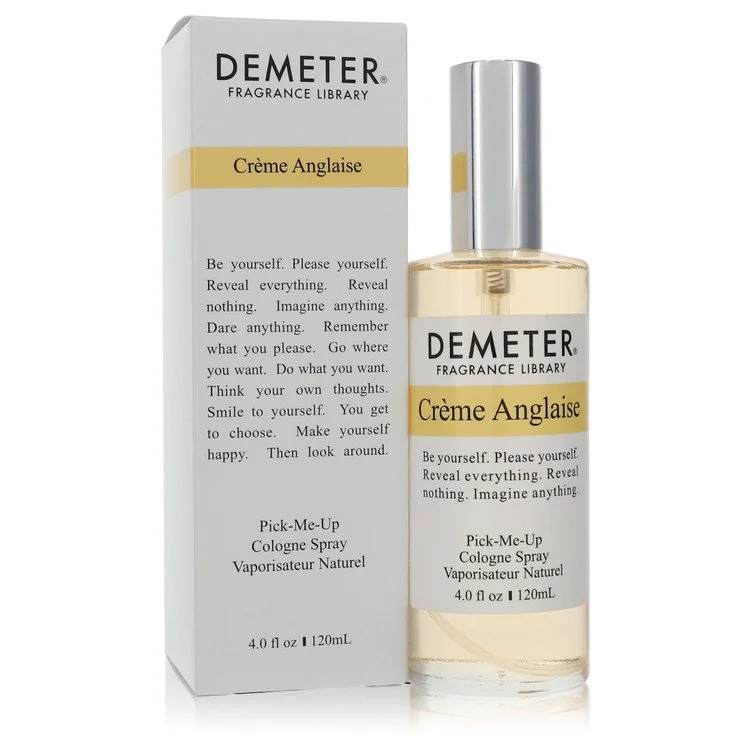 DEMETER®
FRAGRANCE LIBRARY
Crème Anglaise
Be yourself. Please yourself.
Reveal everything. Reveal
nothing. Imagine anything.
Dare anything. Remember
what you please. Go where
you want. Do what you want.
Think your own thoughts.
Smile to yourself. You get
to choose. Make yourself
happy. Then look around.
Pick-Me-Up
Cologne Spray
Vaporisateur Naturel
4.0 fl oz 120mL
DEMETER®
FRAGRANCE LIBRARY
Crème Anglaise
Be yourself. Please yourself.
Reveal everything. Reveal
nothing. Imagine anything.
Pick-Me-Up
Cologne Spray
Vaporisateur Naturel
4.0 fl oz 120mL